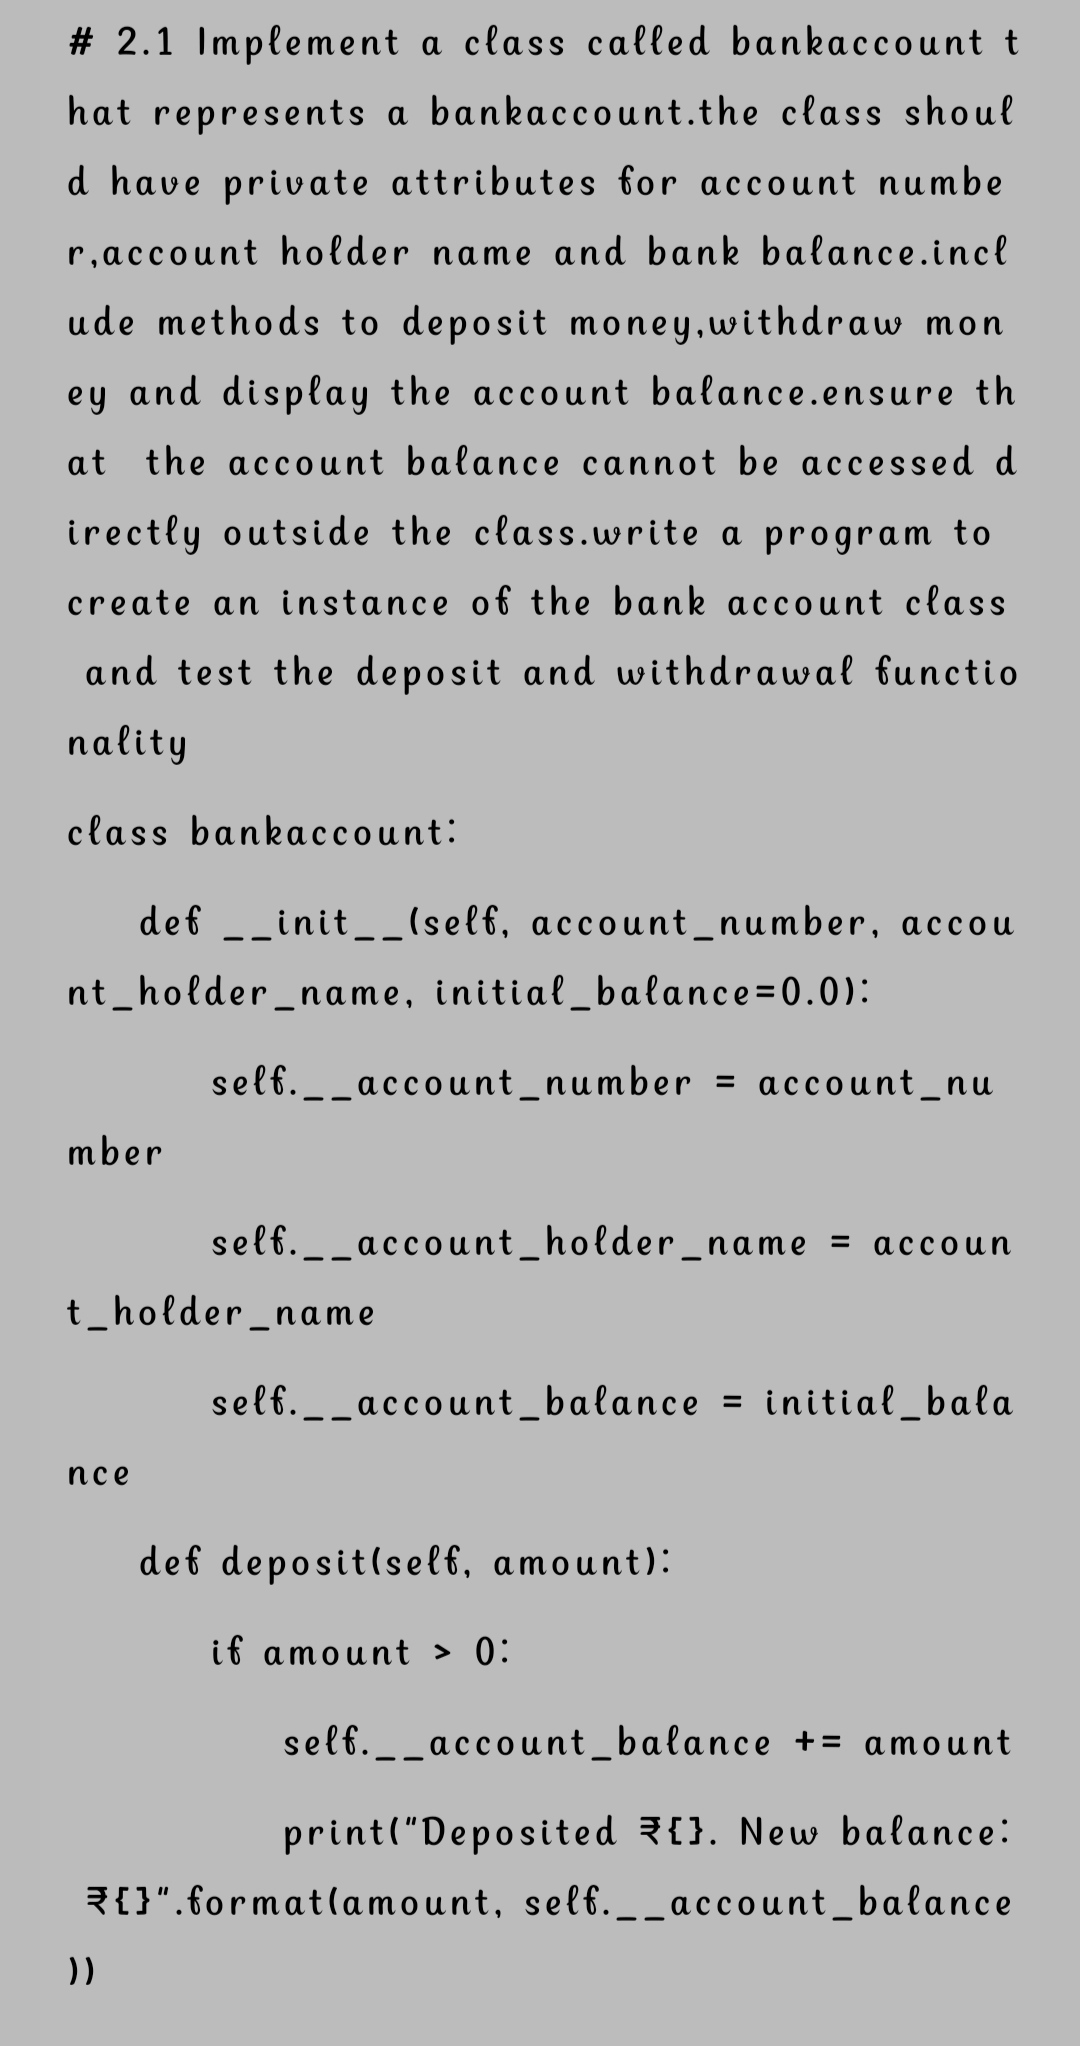 # 2.1 Implement a class called bankaccount t
hat represents a bankaccount.the class shoul
d have private attributes for account numbe
r,account holder name and bank balance.incl
ude methods to deposit money,withdraw mon
ey and display the account balance.ensure th
at  the account balance cannot be accessed d
irectly outside the class.write a program to
create an instance of the bank account class
 and test the deposit and withdrawal functio
nality
class bankaccount:
    def __init__(self, account_number, accou
nt_holder_name, initial_balance=0.0):
        self.__account_number = account_nu
mber
        self.__account_holder_name = accoun
t_holder_name
        self.__account_balance = initial_bala
nce
    def deposit(self, amount):
        if amount > 0:
            self.__account_balance += amount
            print("Deposited ₹{}. New balance:
 ₹{}".format(amount, self.__account_balance
))